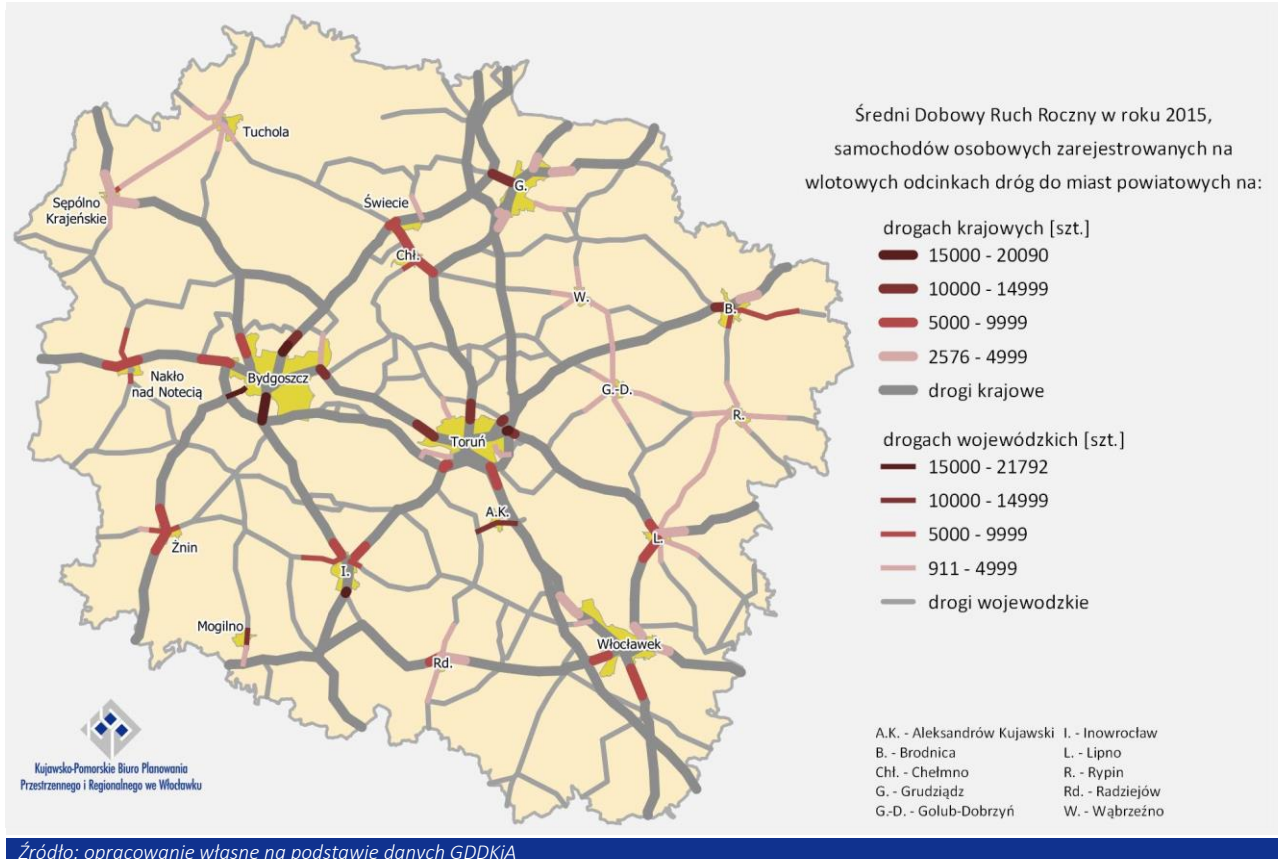 Średni Dobowy Ruch Roczny w roku 2015,
samochodów osobowych zarejestrowanych na
wlotowych odcinkach dróg do miast powiatowych na:
drogach krajowych [szt.]
15000 - 20090
10000 - 14999
5000 - 9999
2576 - 4999
drogi krajowe
drogach wojewódzkich [szt.]
15000 - 21792
10000 - 14999
5000 - 9999
911 - 4999
drogi wojewodzkie
Tuchola
Sępólno
Krajeńskie
Świecie
G.
Chł.
W.
B.
Nakło
nad Notecią
Bydgoszcz
G.-D.
R.
Toruń
A.K.
L.
Żnin
I.
Mogilno
Rd.
Włocławek
Kujawsko-Pomorskie Biuro Planowania
Przestrzennego i Regionalnego we Włocławku
A.K. - Aleksandrów Kujawski
B. - Brodnica
Chł. - Chełmno
G. - Grudziądz
G.-D. - Golub-Dobrzyń
I. - Inowrocław
L. - Lipno
R. - Rypin
Rd. - Radziejów
W. - Wąbrzeźno
Źródło: opracowanie własne na podstawie danych GDDKiA